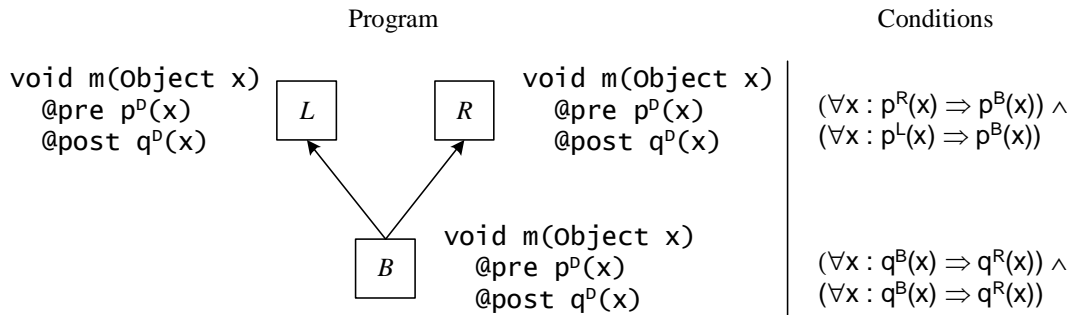 Program
Conditions
void m(Object x)
@pre pᴰ(x)
@post qᴰ(x)
L
R
void m(Object x)
@pre pᴰ(x)
@post qᴰ(x)
(∀x : pᴿ(x) ⇒ pᴮ(x)) ∧
(∀x : pᴸ(x) ⇒ pᴮ(x))
B
void m(Object x)
@pre pᴰ(x)
@post qᴰ(x)
(∀x : qᴮ(x) ⇒ qᴿ(x)) ∧
(∀x : qᴮ(x) ⇒ qᴿ(x))